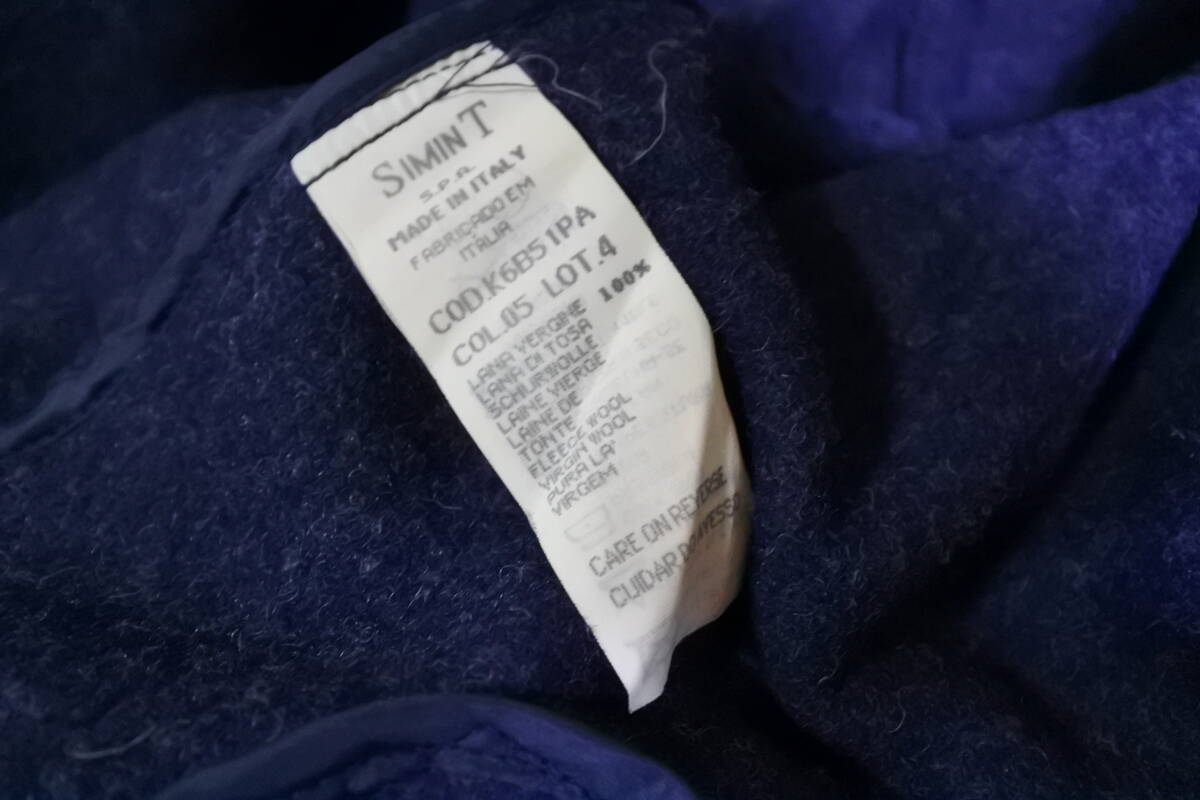 SIMINT
S.P.A.
MADE IN ITALY
FABRICADO EM
ITALIA
COD.K6B51PA
COL.05 LOT.4
100%
LANA VERGINE
LANA DI TOSA
SCHURWOLLE
LAINE VIERGE
LAINE DE
TONTE
FLEECE WOOL
VIRGIN WOOL
PURA LA'
VIRGEM
CARE ON REVERSE
CUIDAR DO AVESSO